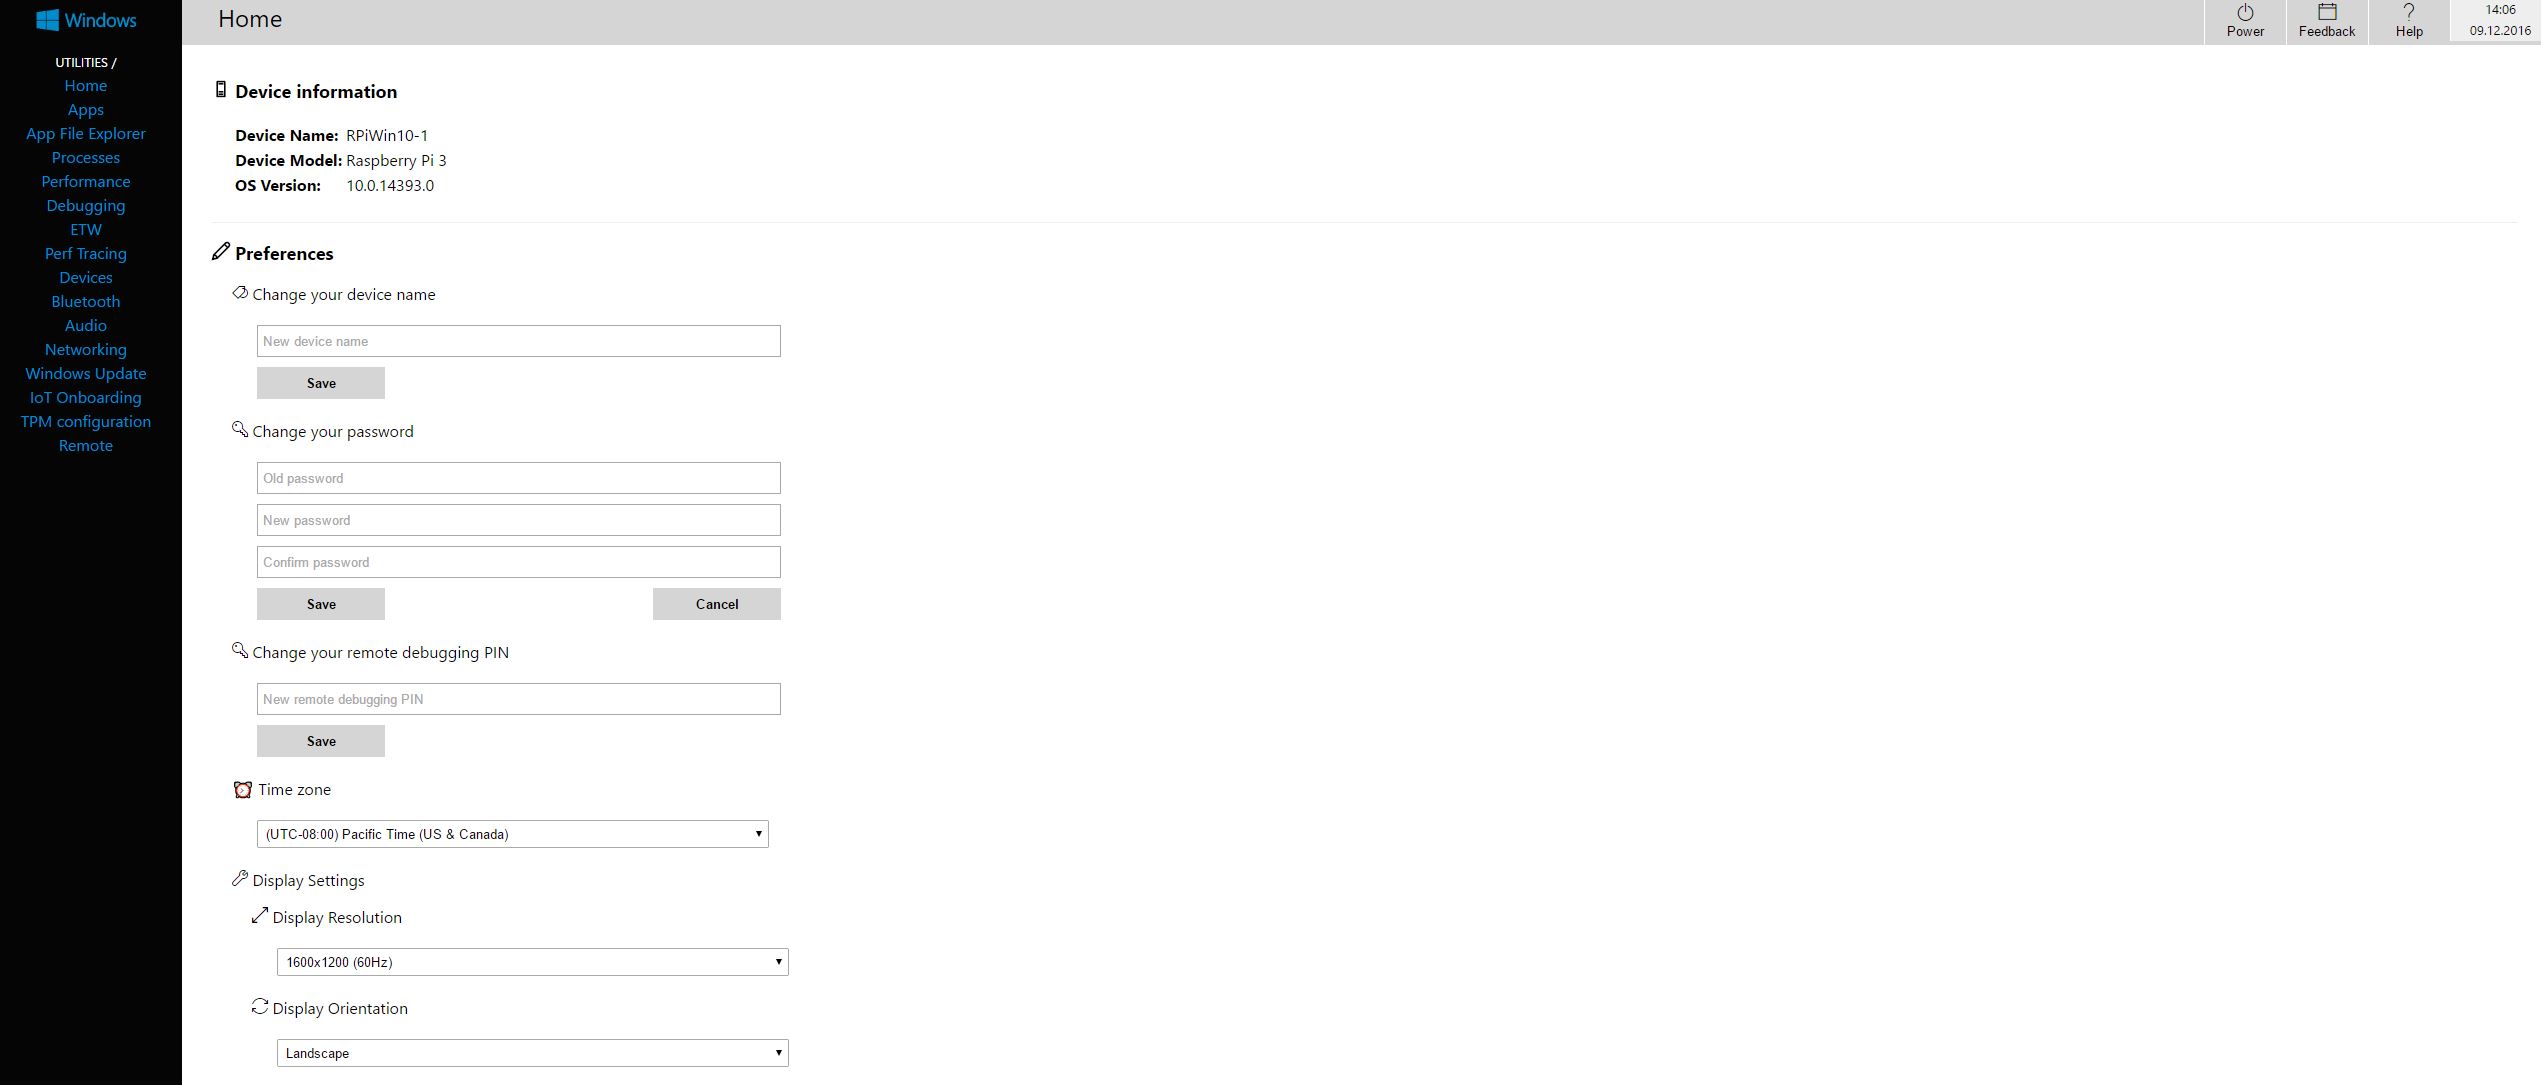 Windows
Home
Power
Feedback
Help
14:06
09.12.2016
UTILITIES /
Home
Apps
App File Explorer
Processes
Performance
Debugging
ETW
Perf Tracing
Devices
Bluetooth
Audio
Networking
Windows Update
IoT Onboarding
TPM configuration
Remote
Device information
Device Name: RPiWin10-1
Device Model: Raspberry Pi 3
OS Version: 10.0.14393.0
Preferences
Change your device name
New device name
Save
Change your password
Old password
New password
Confirm password
Save Cancel
Change your remote debugging PIN
New remote debugging PIN
Save
Time zone
(UTC-08:00) Pacific Time (US & Canada)
Display Settings
Display Resolution
1600x1200 (60Hz)
Display Orientation
Landscape